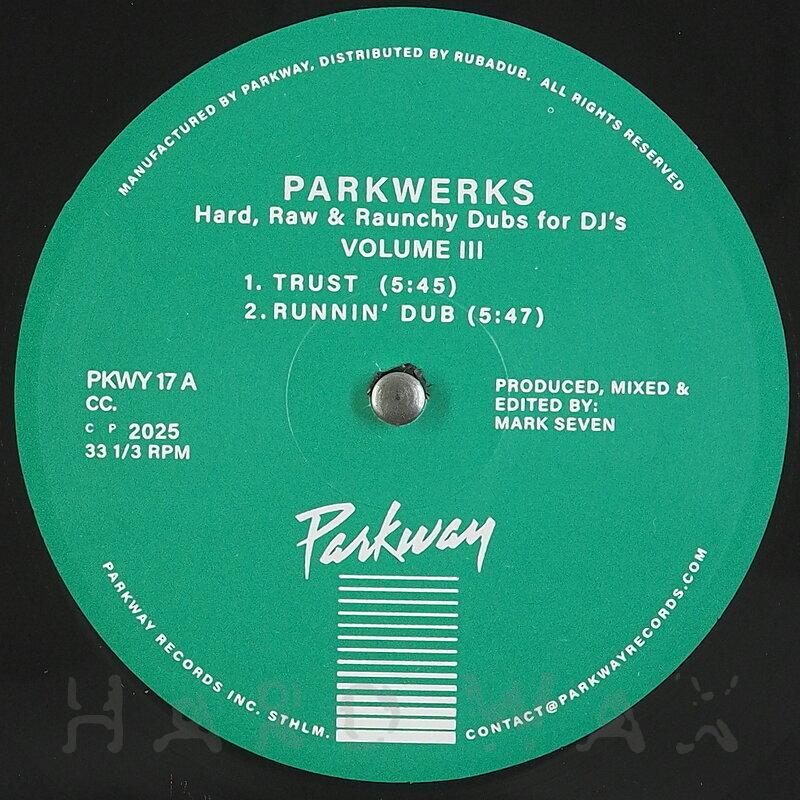 MANUFACTURED BY PARKWAY, DISTRIBUTED BY RUBADUB. ALL RIGHTS RESERVED
PARKWERKS
Hard, Raw & Raunchy Dubs for DJ's
VOLUME III
1. TRUST (5:45)
2. RUNNIN' DUB (5:47)
PKWY 17 A
CC.
C P 2025
33 1/3 RPM
PRODUCED, MIXED &
EDITED BY:
MARK SEVEN
Parkway
PARKWAY RECORDS INC. STHLM.
CONTACT@PARKWAYRECORDS.COM
HARD WAX